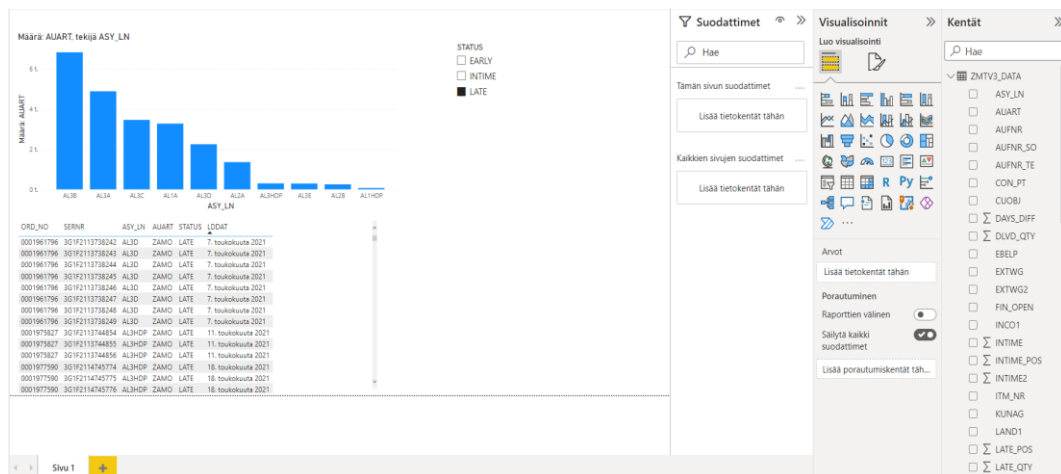 Määrä: AUART, tekijä ASY_LN
Määrä: AUART
6 t.
4 t.
2 t.
0 t.
AL3B AL3A AL3C AL1A AL3D AL2A AL3HDP AL3E AL2B AL1HDP
ASY_LN
STATUS
EARLY
INTIME
LATE
ORD_NO SERNR ASY_LN AUART STATUS LDDAT
0001961796 3G1F2113738242 AL3D ZAMO LATE 7. toukokuuta 2021
0001961796 3G1F2113738243 AL3D ZAMO LATE 7. toukokuuta 2021
0001961796 3G1F2113738244 AL3D ZAMO LATE 7. toukokuuta 2021
0001961796 3G1F2113738245 AL3D ZAMO LATE 7. toukokuuta 2021
0001961796 3G1F2113738246 AL3D ZAMO LATE 7. toukokuuta 2021
0001961796 3G1F2113738247 AL3D ZAMO LATE 7. toukokuuta 2021
0001961796 3G1F2113738248 AL3D ZAMO LATE 7. toukokuuta 2021
0001961796 3G1F2113738249 AL3D ZAMO LATE 7. toukokuuta 2021
0001975827 3G1F2113744854 AL3HDP ZAMO LATE 11. toukokuuta 2021
0001975827 3G1F2113744855 AL3HDP ZAMO LATE 11. toukokuuta 2021
0001975827 3G1F2113744856 AL3HDP ZAMO LATE 11. toukokuuta 2021
0001977590 3G1F2114745774 AL3HDP ZAMO LATE 18. toukokuuta 2021
0001977590 3G1F2114745775 AL3HDP ZAMO LATE 18. toukokuuta 2021
0001977590 3G1F2114745776 AL3HDP ZAMO LATE 18. toukokuuta 2021
Sivu 1
Suodattimet
Hae
Tämän sivun suodattimet ...
Lisää tietokentät tähän
Kaikkien sivujen suodattimet ...
Lisää tietokentät tähän
Visualisoinnit
Luo visualisointi
R Py
...
Arvot
Lisää tietokentät tähän
Porautuminen
Raporttien välinen
Säilytä kaikki
suodattimet
Lisää porautumiskentät täh...
Kentät
Hae
ZMTV3_DATA
ASY_LN
AUART
AUFNR
AUFNR_SO
AUFNR_TE
CON_PT
CUOBJ
∑ DAYS_DIFF
∑ DLVD_QTY
EBELP
EXTWG
EXTWG2
FIN_OPEN
INCO1
∑ INTIME
∑ INTIME_POS
∑ INTIME2
ITM_NR
KUNAG
LAND1
∑ LATE_POS
∑ LATE_QTY